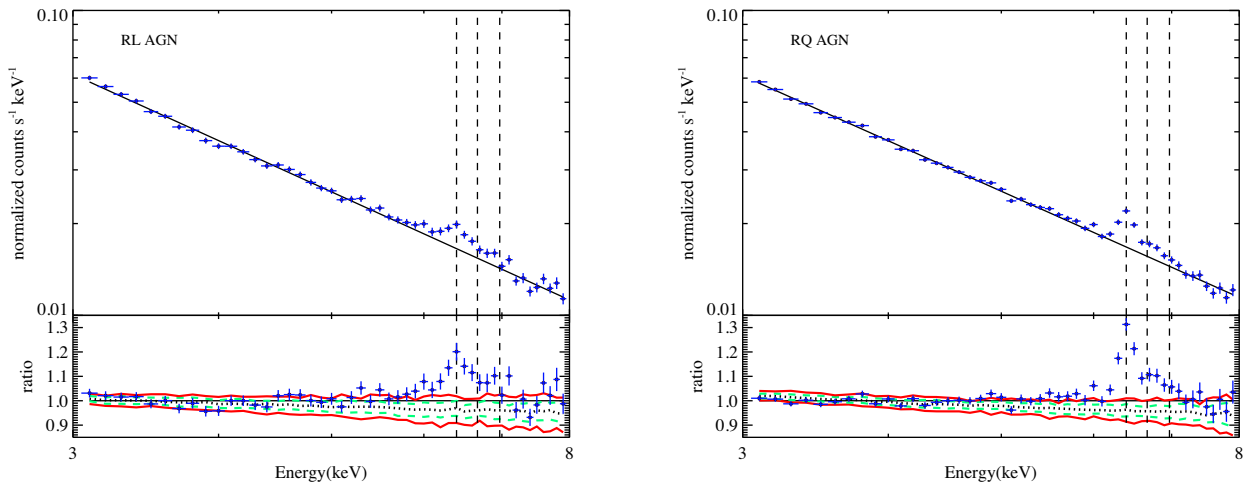 0.10
RL AGN
normalized counts s⁻¹ keV⁻¹
0.01
1.3
1.2
1.1
1.0
0.9
ratio
3
8
Energy(keV)
0.10
RQ AGN
normalized counts s⁻¹ keV⁻¹
0.01
1.3
1.2
1.1
1.0
0.9
ratio
3
8
Energy(keV)